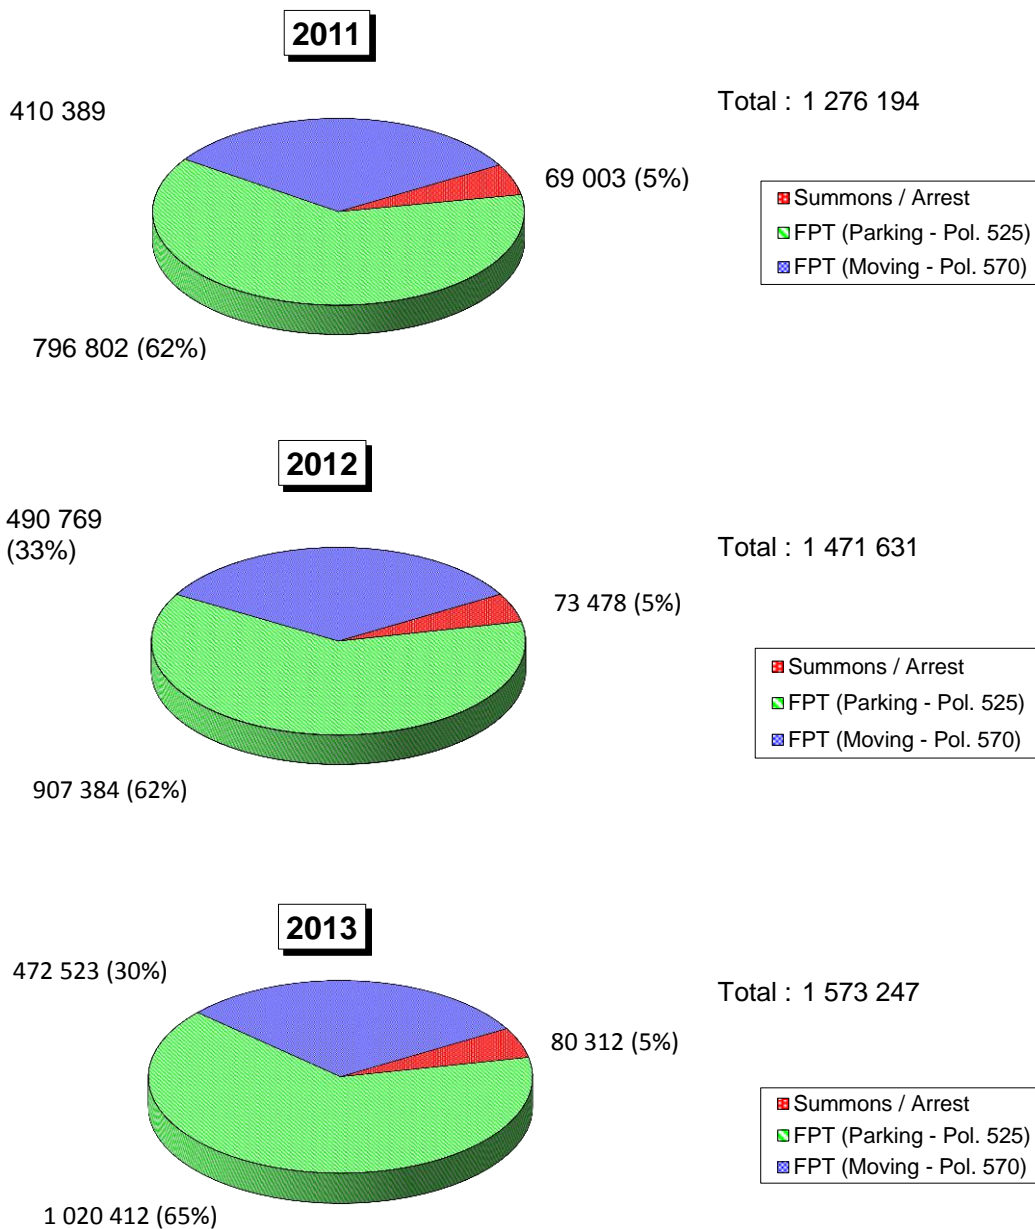 2011
410 389
Total : 1 276 194
69 003 (5%)
Summons / Arrest
FPT (Parking - Pol. 525)
FPT (Moving - Pol. 570)
796 802 (62%)
2012
490 769
(33%)
Total : 1 471 631
73 478 (5%)
Summons / Arrest
FPT (Parking - Pol. 525)
FPT (Moving - Pol. 570)
907 384 (62%)
2013
472 523 (30%)
Total : 1 573 247
80 312 (5%)
Summons / Arrest
FPT (Parking - Pol. 525)
FPT (Moving - Pol. 570)
1 020 412 (65%)